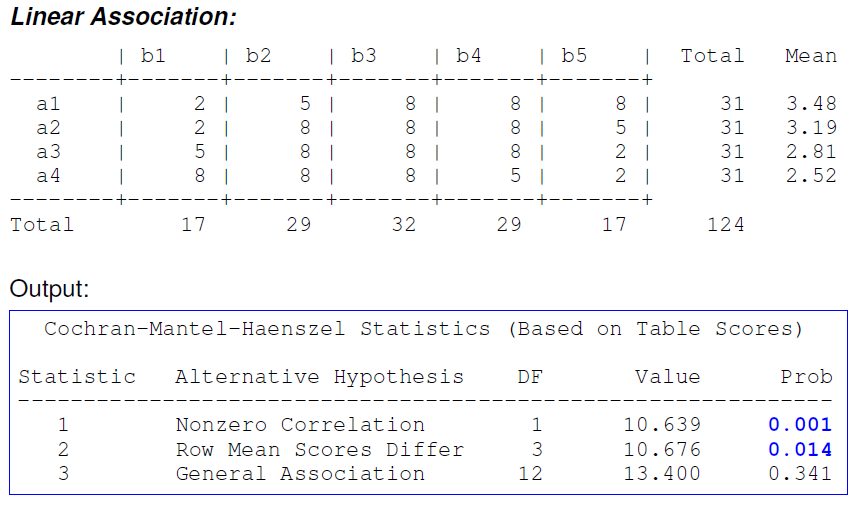 Linear Association:
| b1 | b2 | b3 | b4 | b5 | Total Mean
--------+-------+-------+-------+-------+-------+
a1 | 2 | 5 | 8 | 8 | 8 | 31 3.48
a2 | 2 | 8 | 8 | 8 | 5 | 31 3.19
a3 | 5 | 8 | 8 | 8 | 2 | 31 2.81
a4 | 8 | 8 | 8 | 5 | 2 | 31 2.52
--------+-------+-------+-------+-------+-------+
Total 17 29 32 29 17 124
Output:
Cochran-Mantel-Haenszel Statistics (Based on Table Scores)
Statistic Alternative Hypothesis DF Value Prob
--------------------------------------------------------------
1 Nonzero Correlation 1 10.639 0.001
2 Row Mean Scores Differ 3 10.676 0.014
3 General Association 12 13.400 0.341